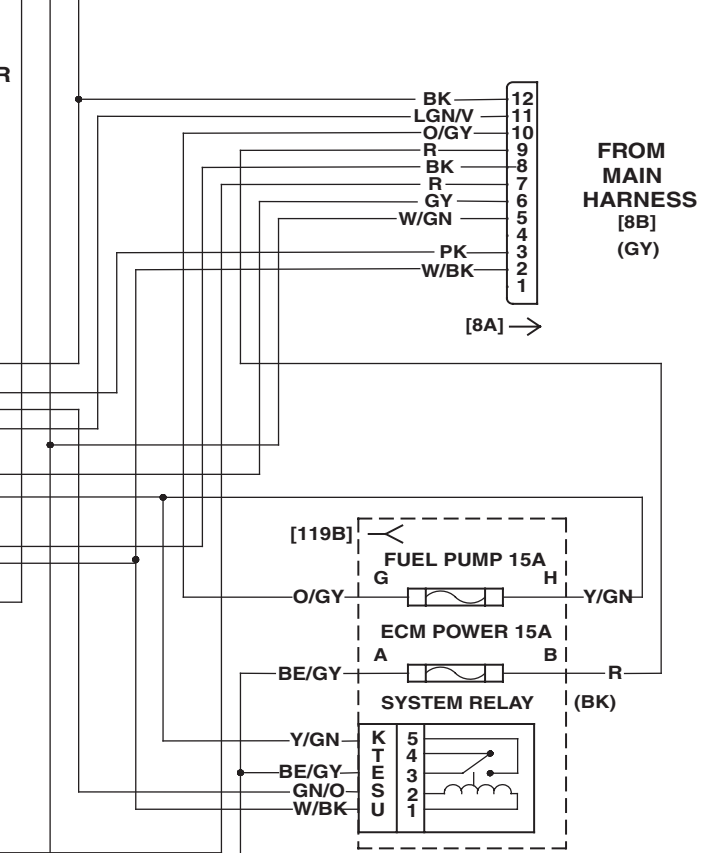 R
BK 12
LGN/V 11
O/GY 10
R 9
BK 8
R 7
GY 6
W/GN 5
4
PK 3
W/BK 2
1
FROM
MAIN
HARNESS
[8B]
(GY)
[8A]
[119B]
FUEL PUMP 15A
G H
O/GY Y/GN
ECM POWER 15A
A B
BE/GY R
SYSTEM RELAY (BK)
Y/GN K 5
T 4
BE/GY E 3
GN/O S 2
W/BK U 1